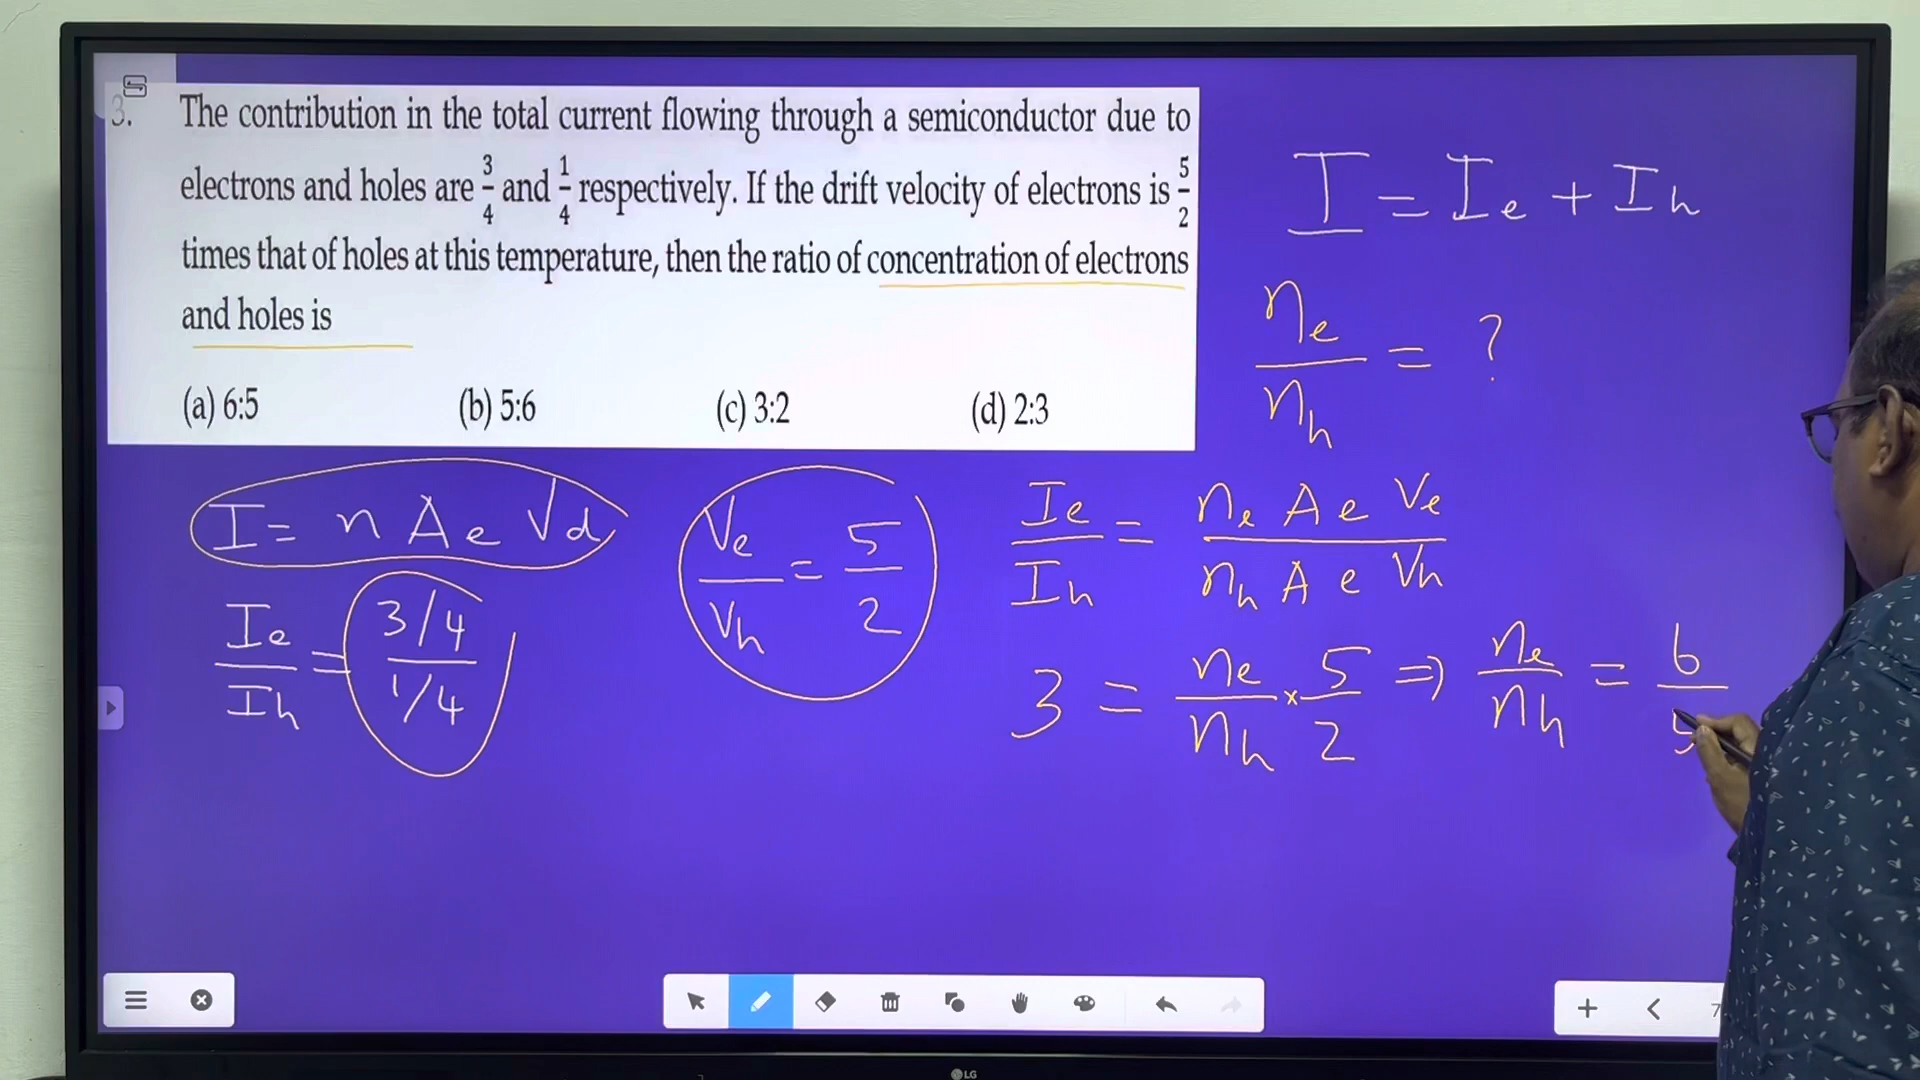 3. The contribution in the total current flowing through a semiconductor due to
electrons and holes are 3/4 and 1/4 respectively. If the drift velocity of electrons is 5/2
times that of holes at this temperature, then the ratio of concentration of electrons
and holes is
(a) 6:5 (b) 5:6 (c) 3:2 (d) 2:3
I = Ie + Ih
ne/nh = ?
I = n A e Vd
Ve/Vh = 5/2
Ie/Ih = ne A e Ve / nh A e Vh
Ie/Ih = 3/4 / 1/4
3 = ne/nh × 5/2 ⇒ ne/nh = 6/5
7
LG